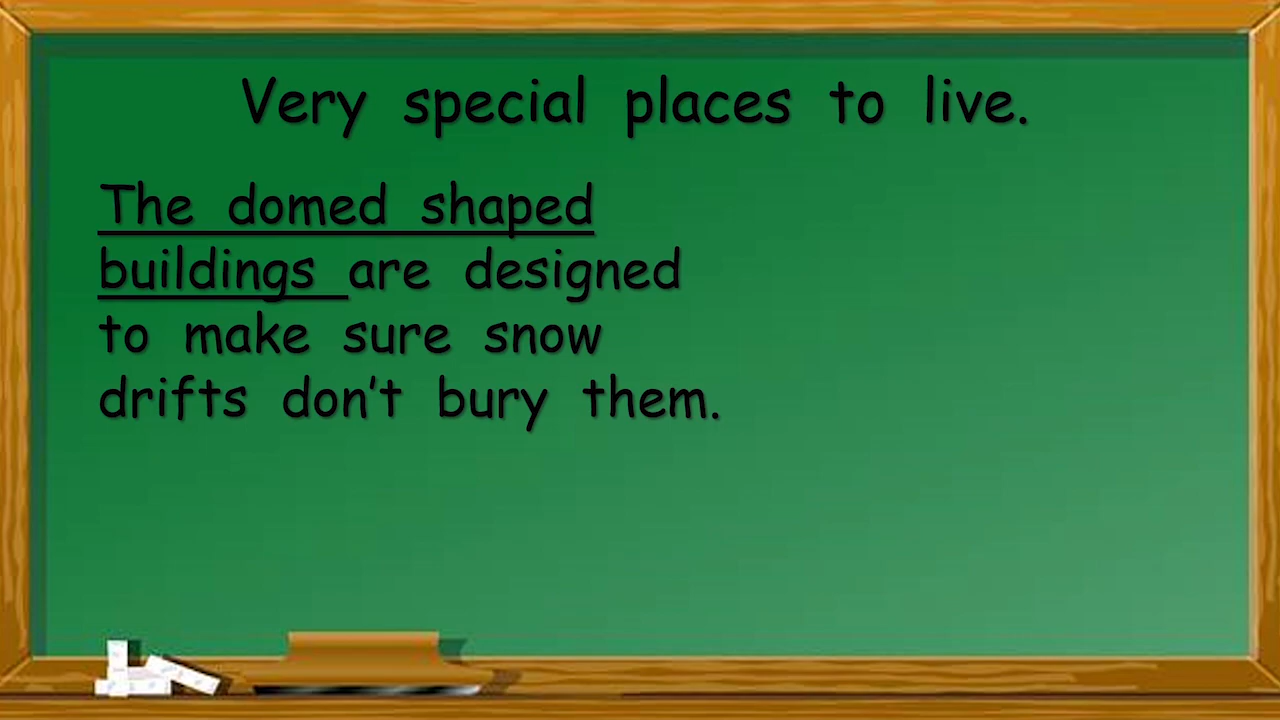 Very special places to live.
The domed shaped
buildings are designed
to make sure snow
drifts don’t bury them.